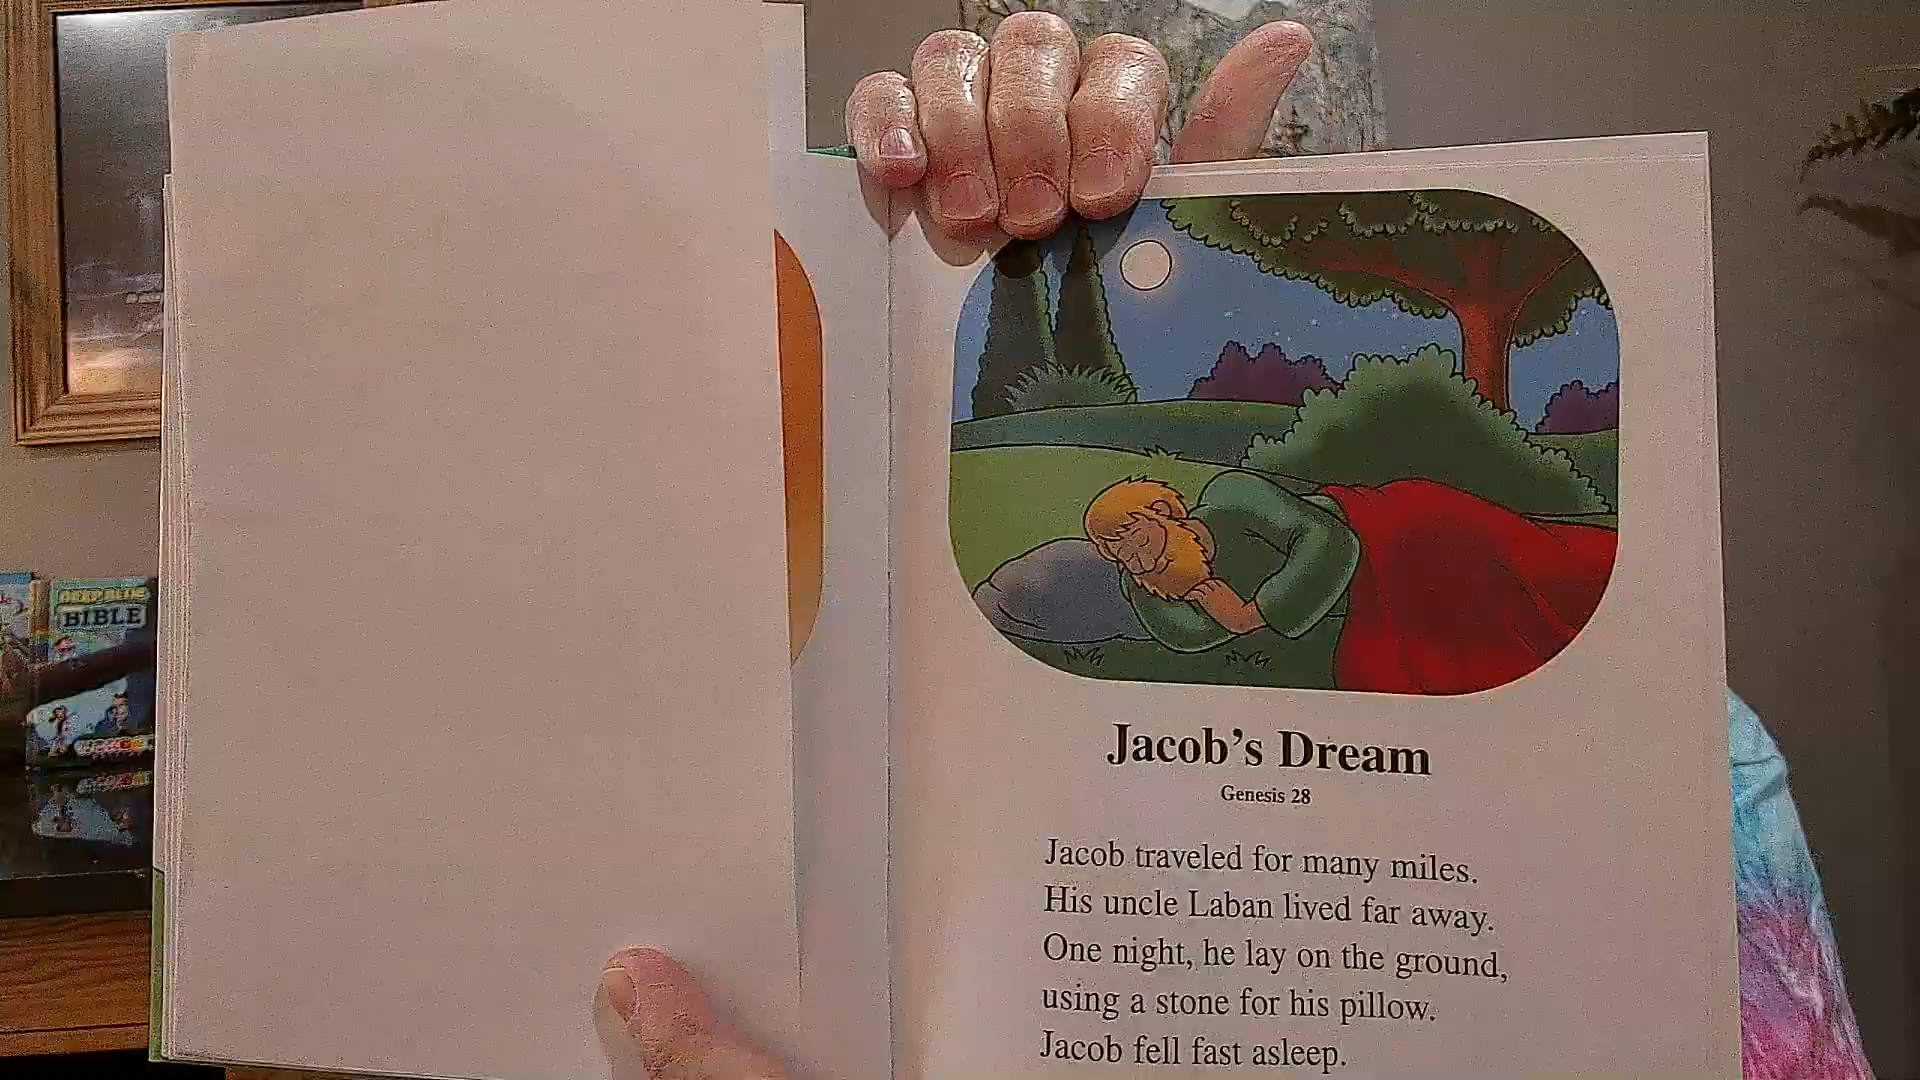 BIBLE
Jacob's Dream
Genesis 28
Jacob traveled for many miles.
His uncle Laban lived far away.
One night, he lay on the ground,
using a stone for his pillow.
Jacob fell fast asleep.